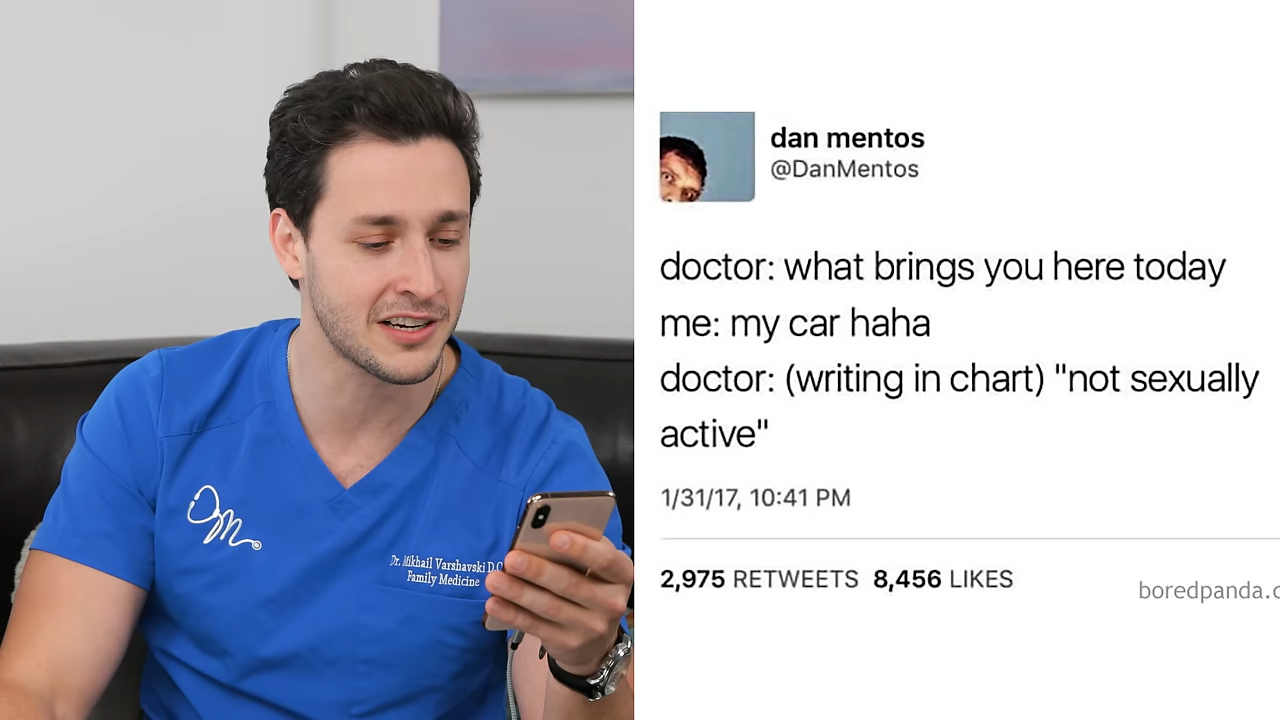 Dr. Mikhail Varshavski D.O
Family Medicine
dan mentos
@DanMentos
doctor: what brings you here today
me: my car haha
doctor: (writing in chart) "not sexually
active"
1/31/17, 10:41 PM
2,975 RETWEETS 8,456 LIKES
boredpanda.c